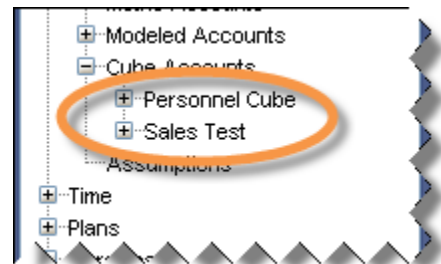 Modeled Accounts
Cube Accounts
Personnel Cube
Sales Test
Assumptions
Time
Plans